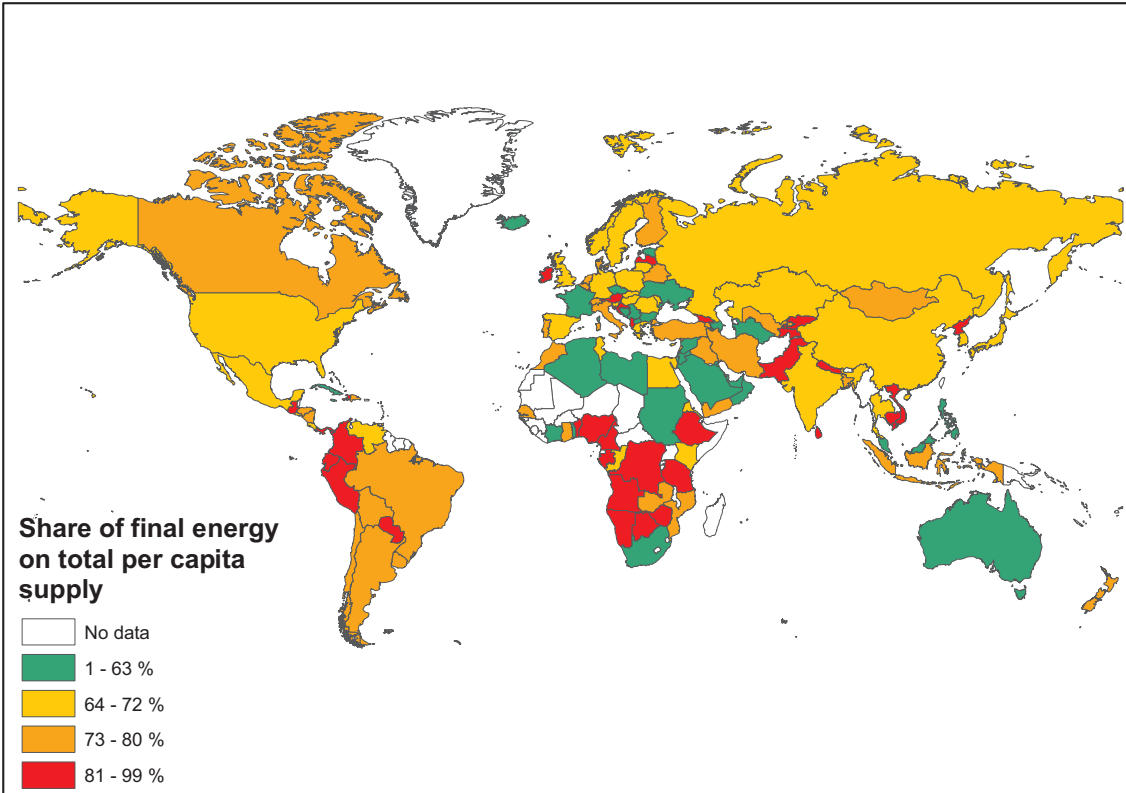 Share of final energy
on total per capita
supply
No data
1 - 63 %
64 - 72 %
73 - 80 %
81 - 99 %